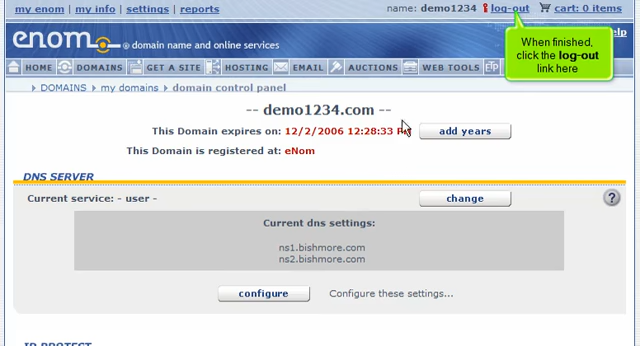 my enom | my info | settings | reports
name: demo1234 log-out cart: 0 items
enom @ domain name and online services
elp
When finished, click the log-out link here
HOME DOMAINS GET A SITE HOSTING EMAIL AUCTIONS WEB TOOLS ETP
DOMAINS my domains domain control panel
-- demo1234.com --
This Domain expires on: 12/2/2006 12:28:33 add years
This Domain is registered at: eNom
DNS SERVER
Current service: - user - change ?
Current dns settings:
ns1.bishmore.com
ns2.bishmore.com
configure Configure these settings...
ID PROTECT